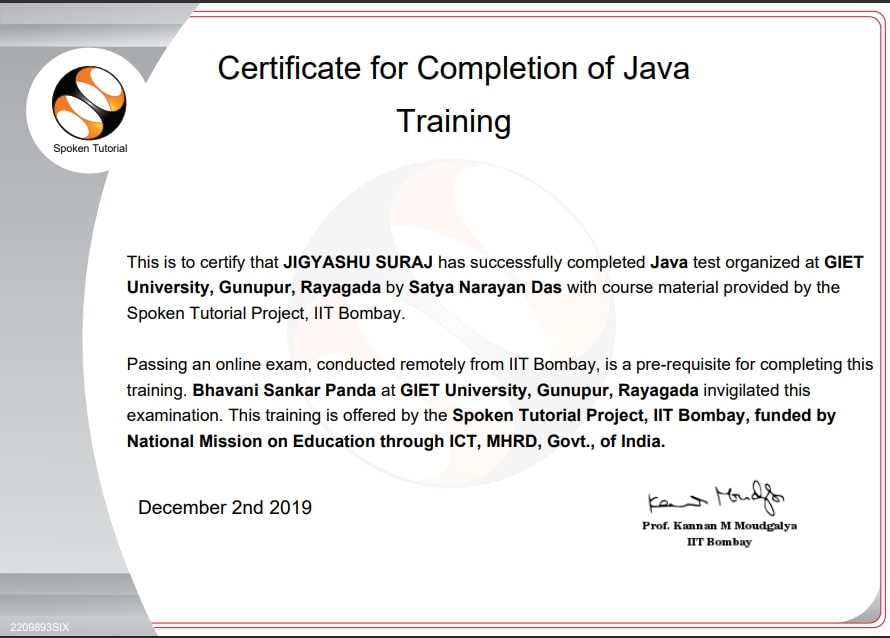 Certificate for Completion of Java
Training
Spoken Tutorial
This is to certify that JIGYASHU SURAJ has successfully completed Java test organized at GIET
University, Gunupur, Rayagada by Satya Narayan Das with course material provided by the
Spoken Tutorial Project, IIT Bombay.
Passing an online exam, conducted remotely from IIT Bombay, is a pre-requisite for completing this
training. Bhavani Sankar Panda at GIET University, Gunupur, Rayagada invigilated this
examination. This training is offered by the Spoken Tutorial Project, IIT Bombay, funded by
National Mission on Education through ICT, MHRD, Govt., of India.
December 2nd 2019
Prof. Kannan M Moudgalya
IIT Bombay
2209893SIX